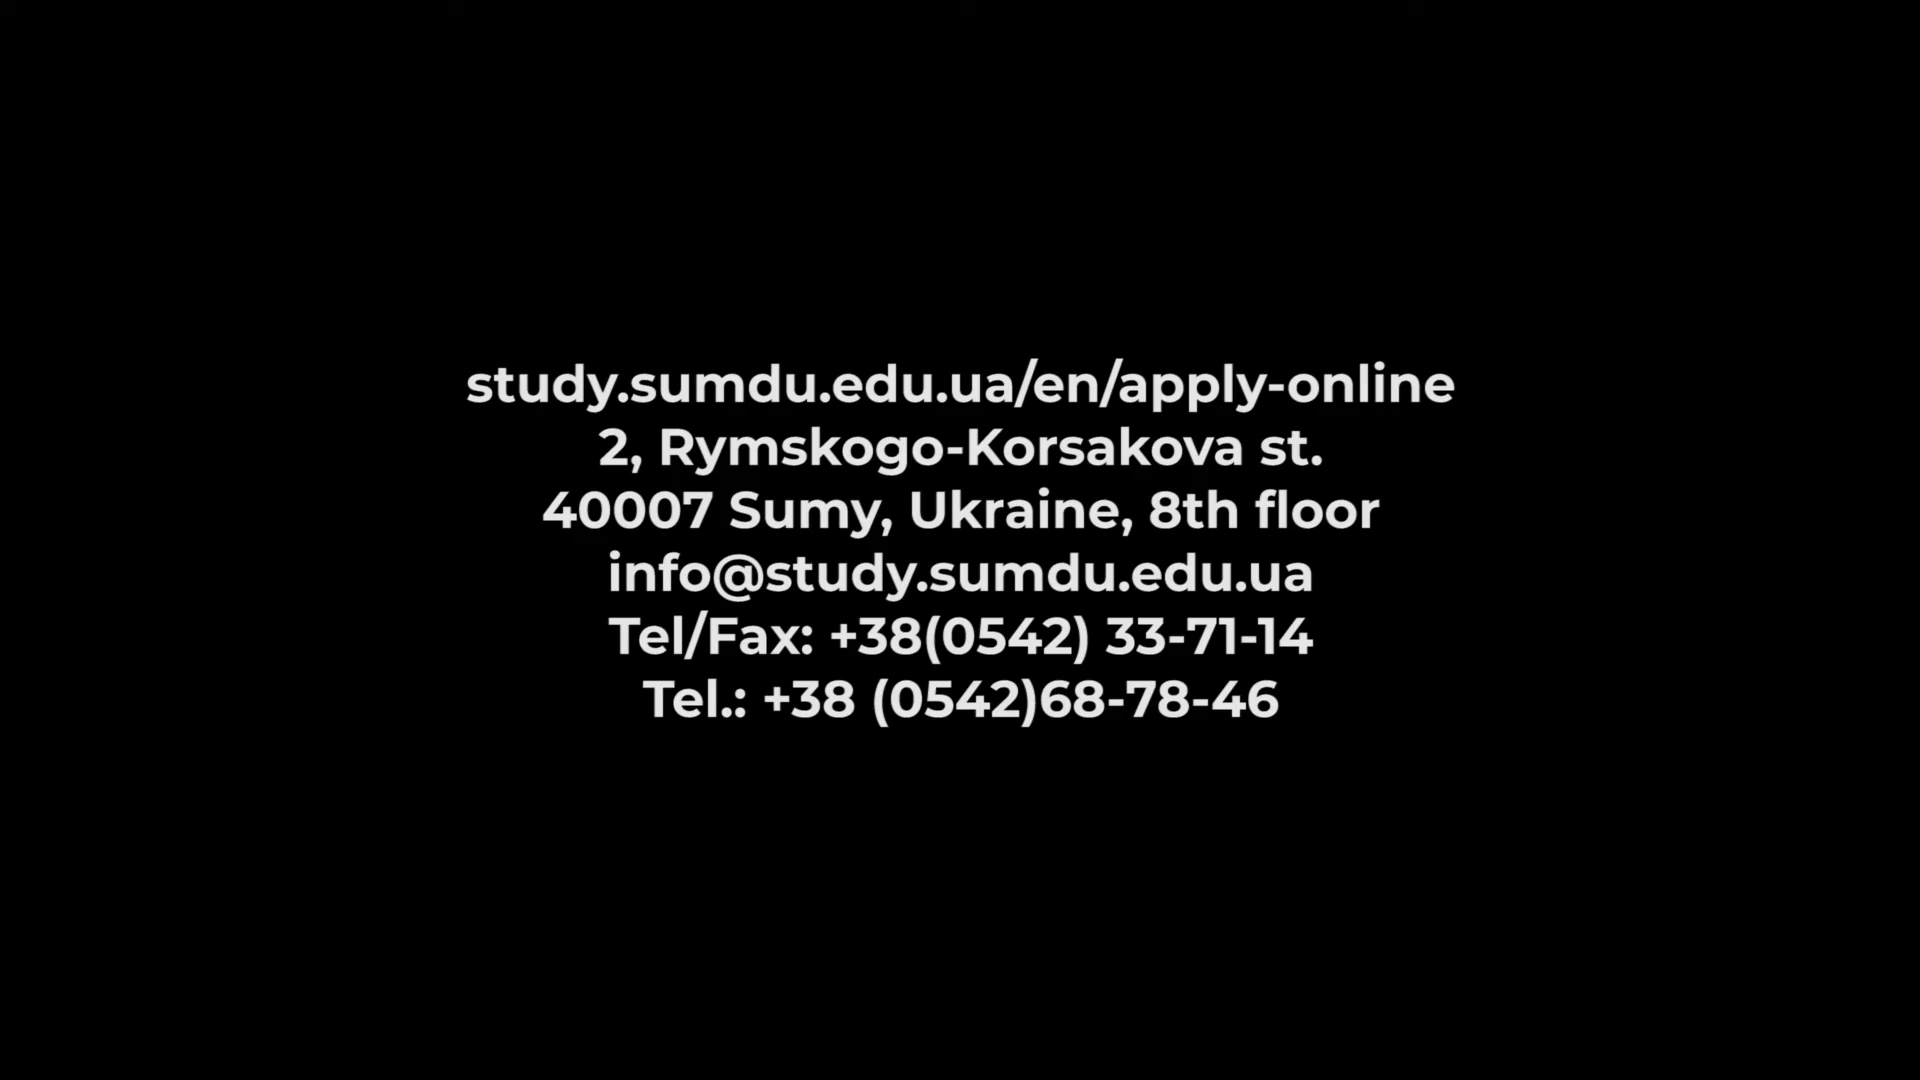 study.sumdu.edu.ua/en/apply-online
2, Rymskogo-Korsakova st.
40007 Sumy, Ukraine, 8th floor
info@study.sumdu.edu.ua
Tel/Fax: +38(0542) 33-71-14
Tel.: +38 (0542)68-78-46